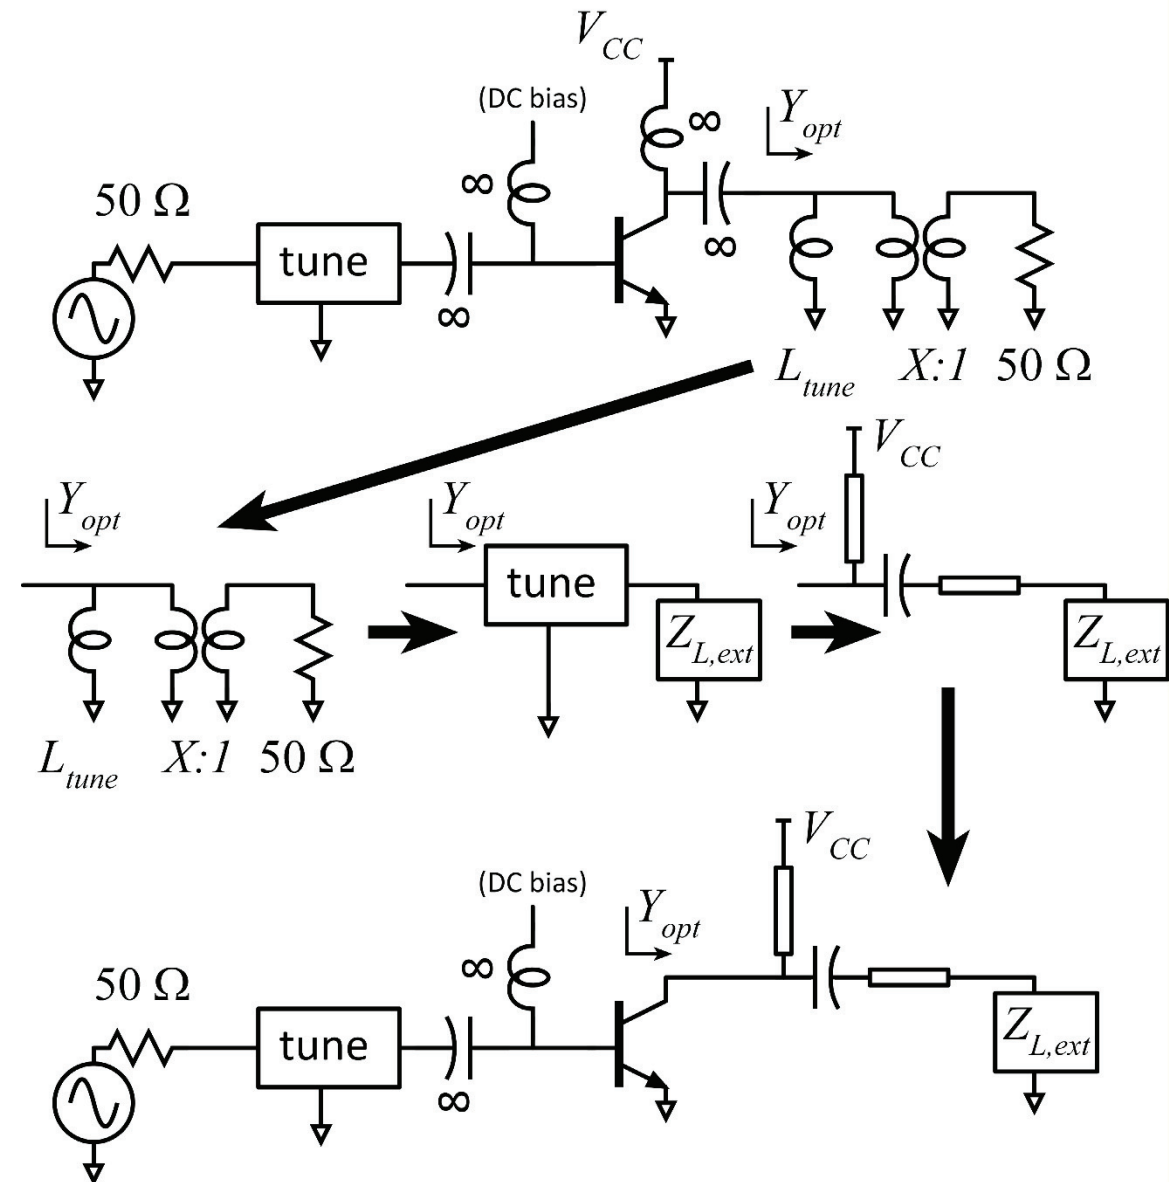 V_CC
(DC bias)
∞
Y_opt
∞
50 Ω
tune
∞
∞
L_tune X:1 50 Ω
V_CC
Y_opt
Y_opt
Y_opt
tune
Z_L,ext
Z_L,ext
L_tune X:1 50 Ω
V_CC
(DC bias)
Y_opt
∞
50 Ω
tune
Z_L,ext
∞